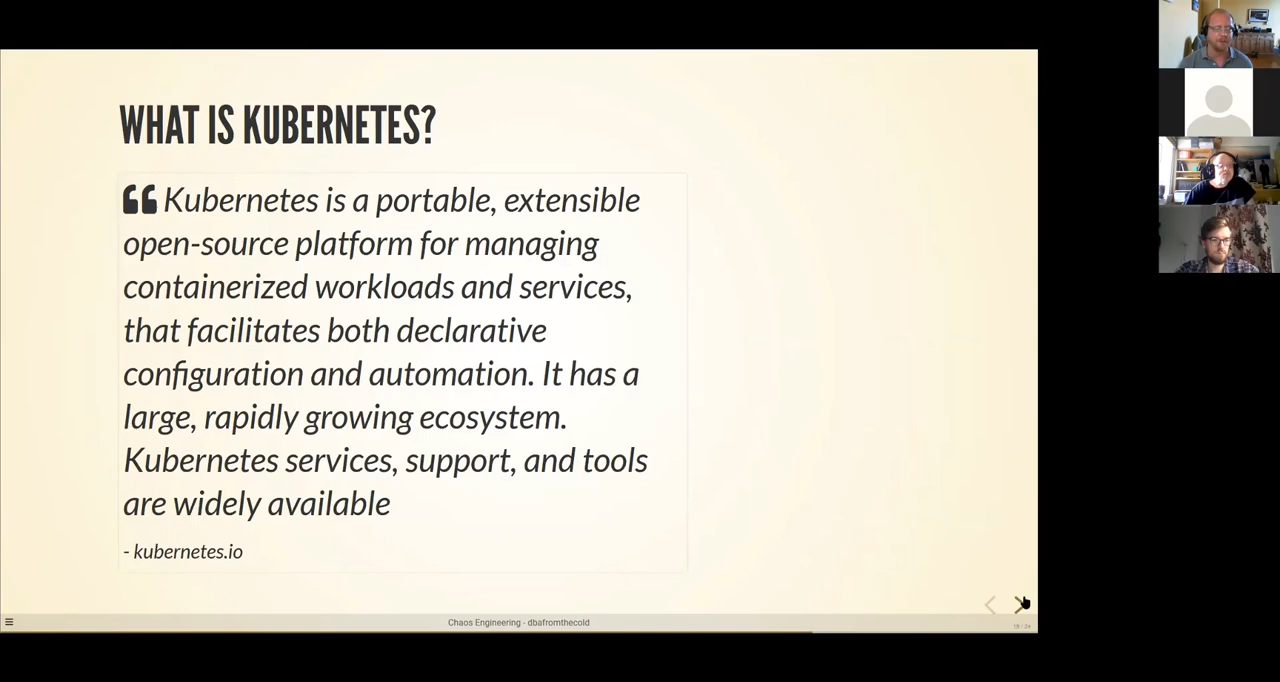 WHAT IS KUBERNETES?
Kubernetes is a portable, extensible
open-source platform for managing
containerized workloads and services,
that facilitates both declarative
configuration and automation. It has a
large, rapidly growing ecosystem.
Kubernetes services, support, and tools
are widely available
- kubernetes.io
Chaos Engineering - dbafromthecold